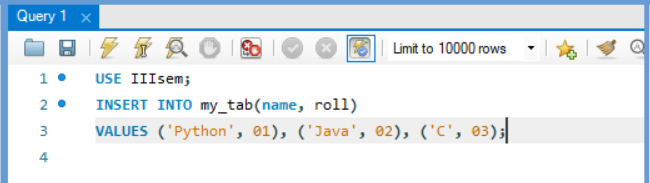 Query 1
Limit to 10000 rows
1 USE IIIsem;
2 INSERT INTO my_tab(name, roll)
3 VALUES ('Python', 01), ('Java', 02), ('C', 03);
4